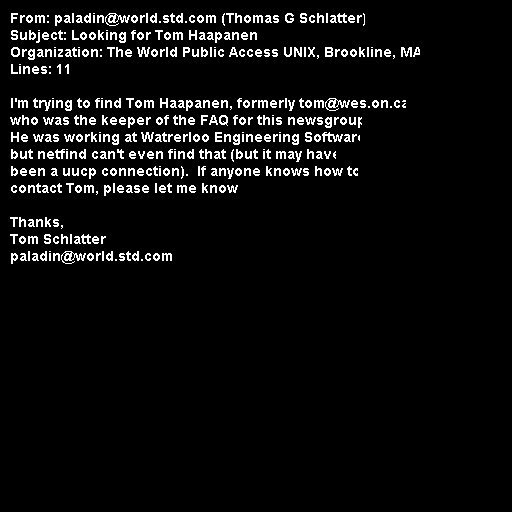 From: paladin@world.std.com (Thomas G Schlatter)
Subject: Looking for Tom Haapanen
Organization: The World Public Access UNIX, Brookline, MA
Lines: 11

I'm trying to find Tom Haapanen, formerly tom@wes.on.ca
who was the keeper of the FAQ for this newsgroup
He was working at Watrerloo Engineering Software
but netfind can't even find that (but it may have
been a uucp connection).  If anyone knows how to
contact Tom, please let me know

Thanks,
Tom Schlatter
paladin@world.std.com